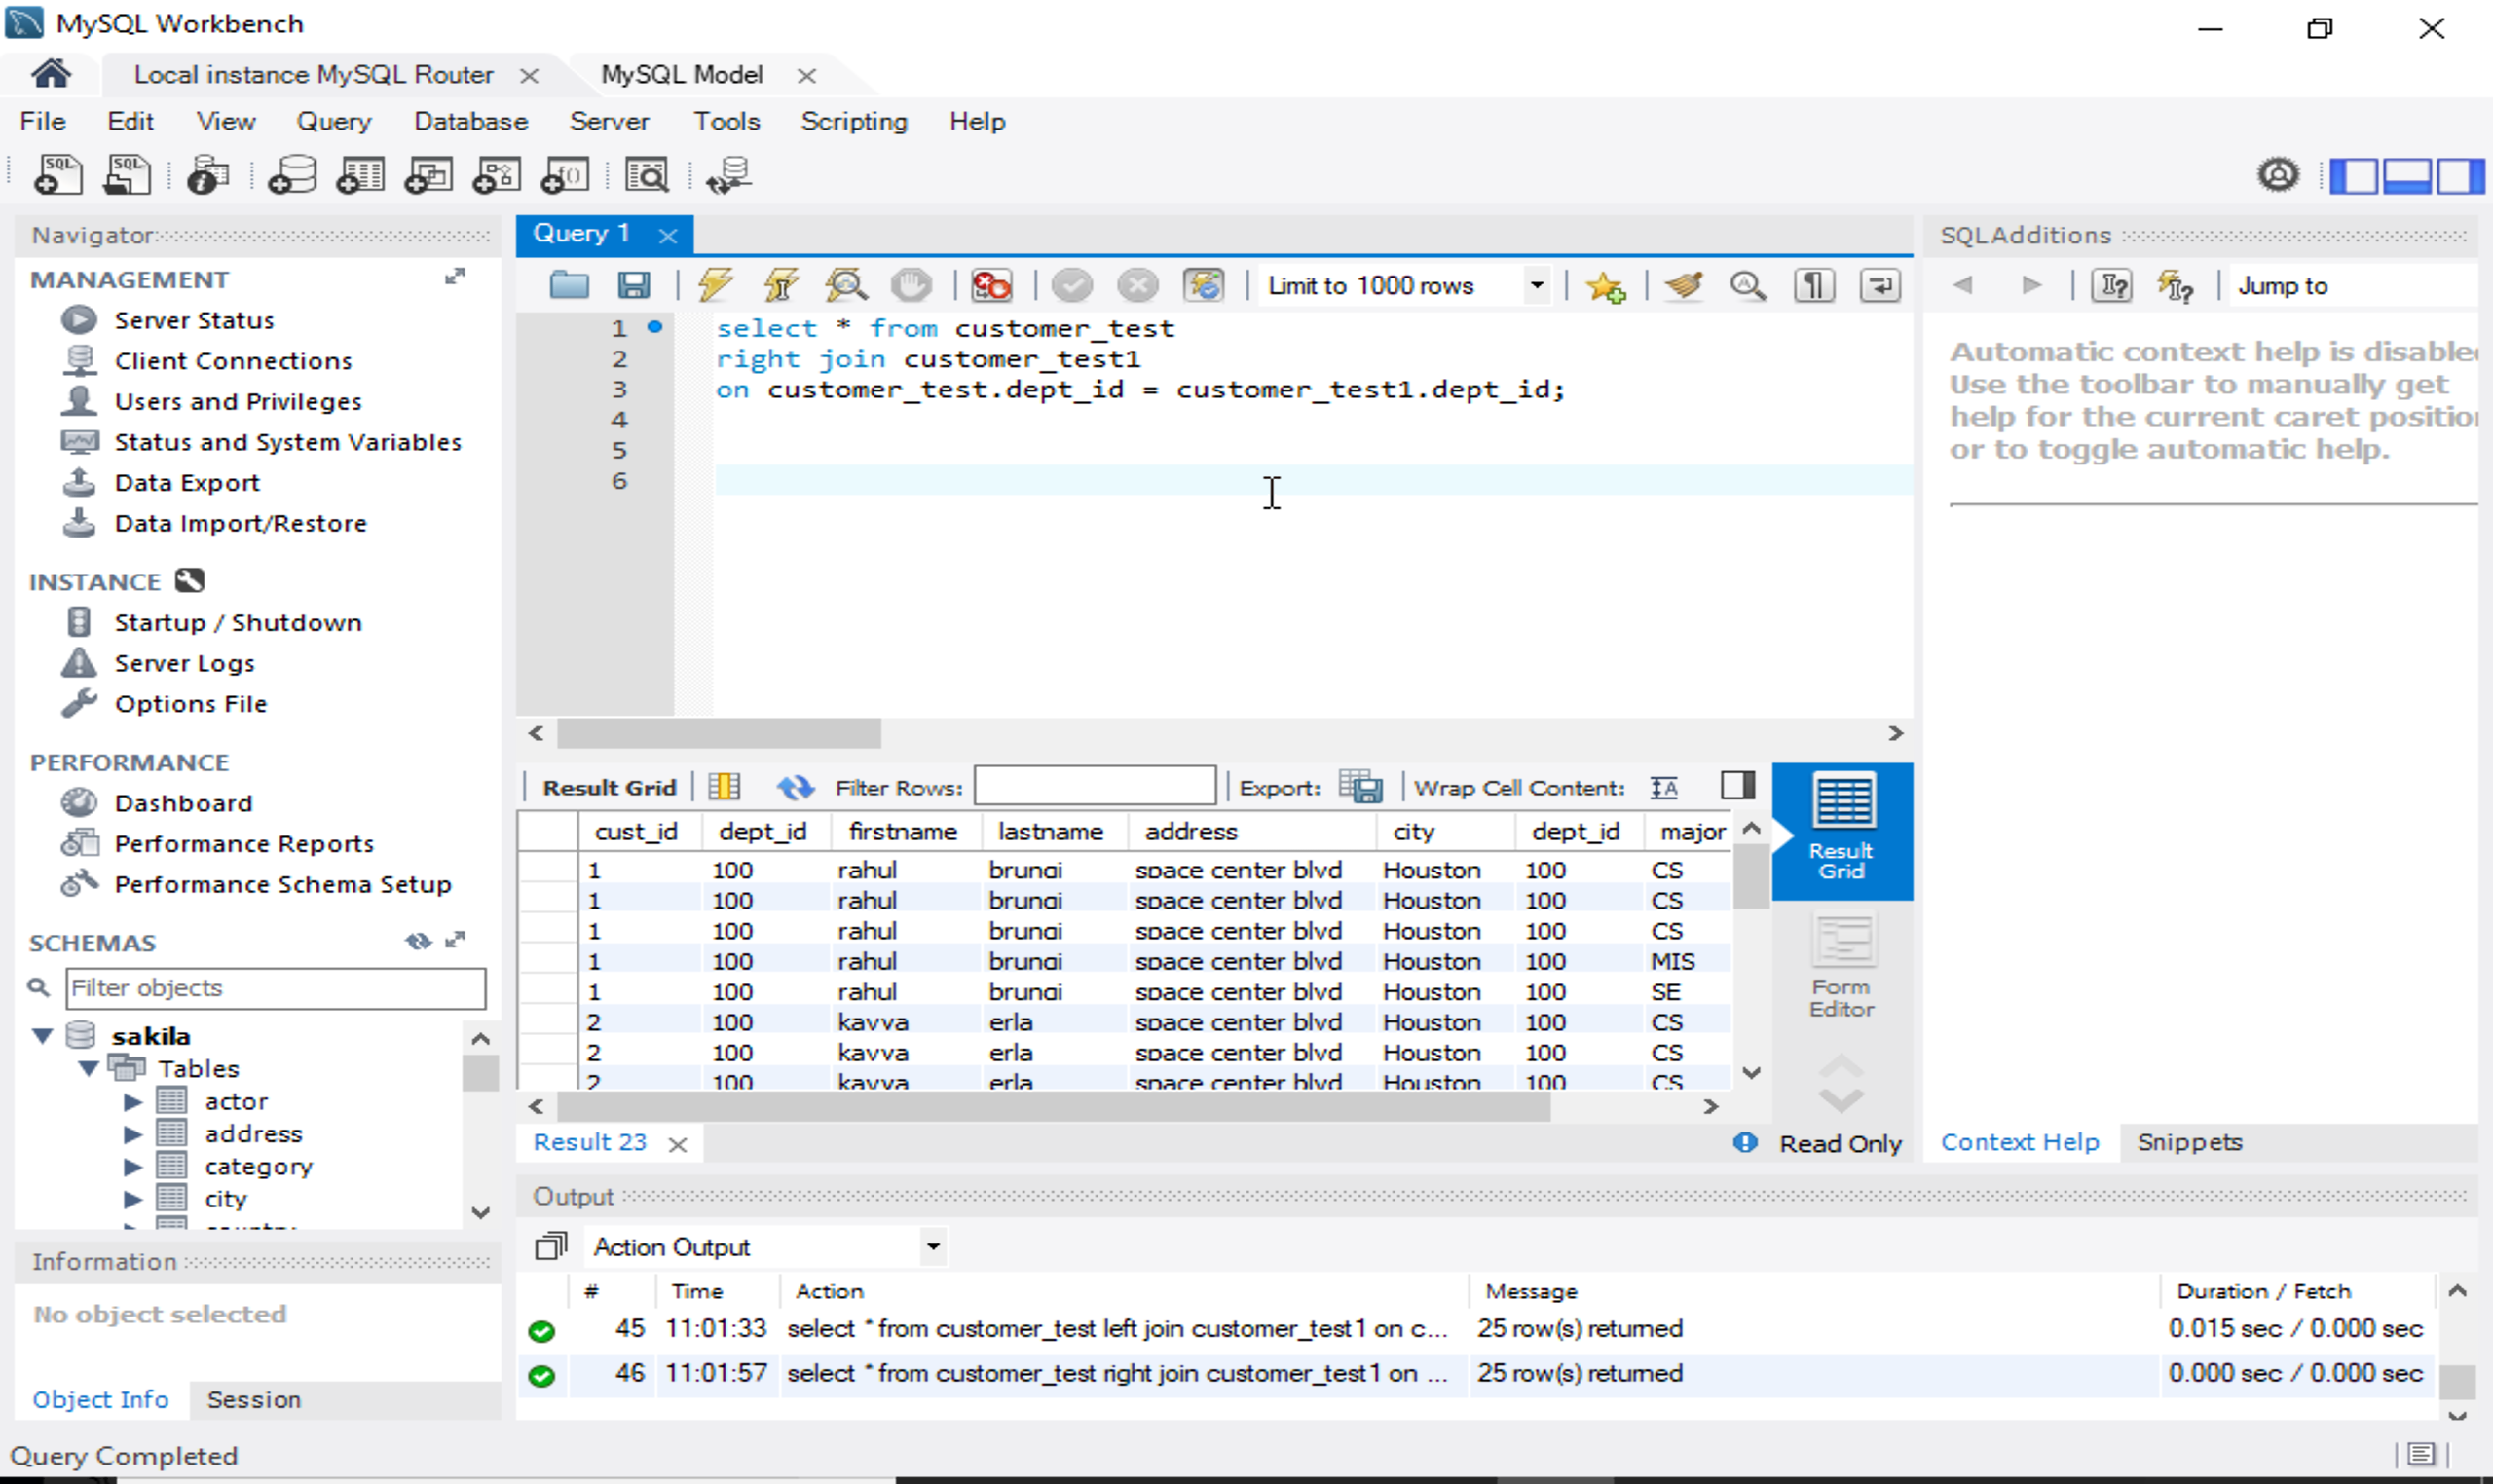 MySQL Workbench
Local instance MySQL Router
MySQL Model
File Edit View Query Database Server Tools Scripting Help
Navigator
MANAGEMENT
Server Status
Client Connections
Users and Privileges
Status and System Variables
Data Export
Data Import/Restore
INSTANCE
Startup / Shutdown
Server Logs
Options File
PERFORMANCE
Dashboard
Performance Reports
Performance Schema Setup
SCHEMAS
Filter objects
sakila
Tables
actor
address
category
city
Information
No object selected
Object Info Session
Query Completed
Query 1
Limit to 1000 rows
1 select * from customer_test
2 right join customer_test1
3 on customer_test.dept_id = customer_test1.dept_id;
4
5
6
Result Grid Filter Rows: Export: Wrap Cell Content:
cust_id dept_id firstname lastname address city dept_id major
1 100 rahul brungi space center blvd Houston 100 CS
1 100 rahul brungi space center blvd Houston 100 CS
1 100 rahul brungi space center blvd Houston 100 CS
1 100 rahul brungi space center blvd Houston 100 MIS
1 100 rahul brungi space center blvd Houston 100 SE
2 100 kavya erla space center blvd Houston 100 CS
2 100 kavya erla space center blvd Houston 100 CS
2 100 kavya erla space center blvd Houston 100 CS
Result Grid
Form Editor
Result 23
Read Only
SQLAdditions
Jump to
Automatic context help is disable
Use the toolbar to manually get
help for the current caret position
or to toggle automatic help.
Context Help Snippets
Output
Action Output
# Time Action Message Duration / Fetch
45 11:01:33 select * from customer_test left join customer_test1 on c... 25 row(s) returned 0.015 sec / 0.000 sec
46 11:01:57 select * from customer_test right join customer_test1 on ... 25 row(s) returned 0.000 sec / 0.000 sec